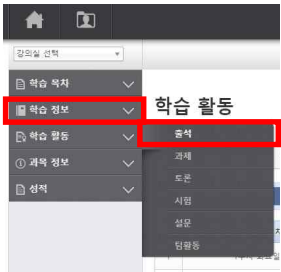 강의실 선택
학습 목차
학습 정보
학습 활동
과목 정보
성적
학습 활동
출석
과제
토론
시험
설문
팀활동